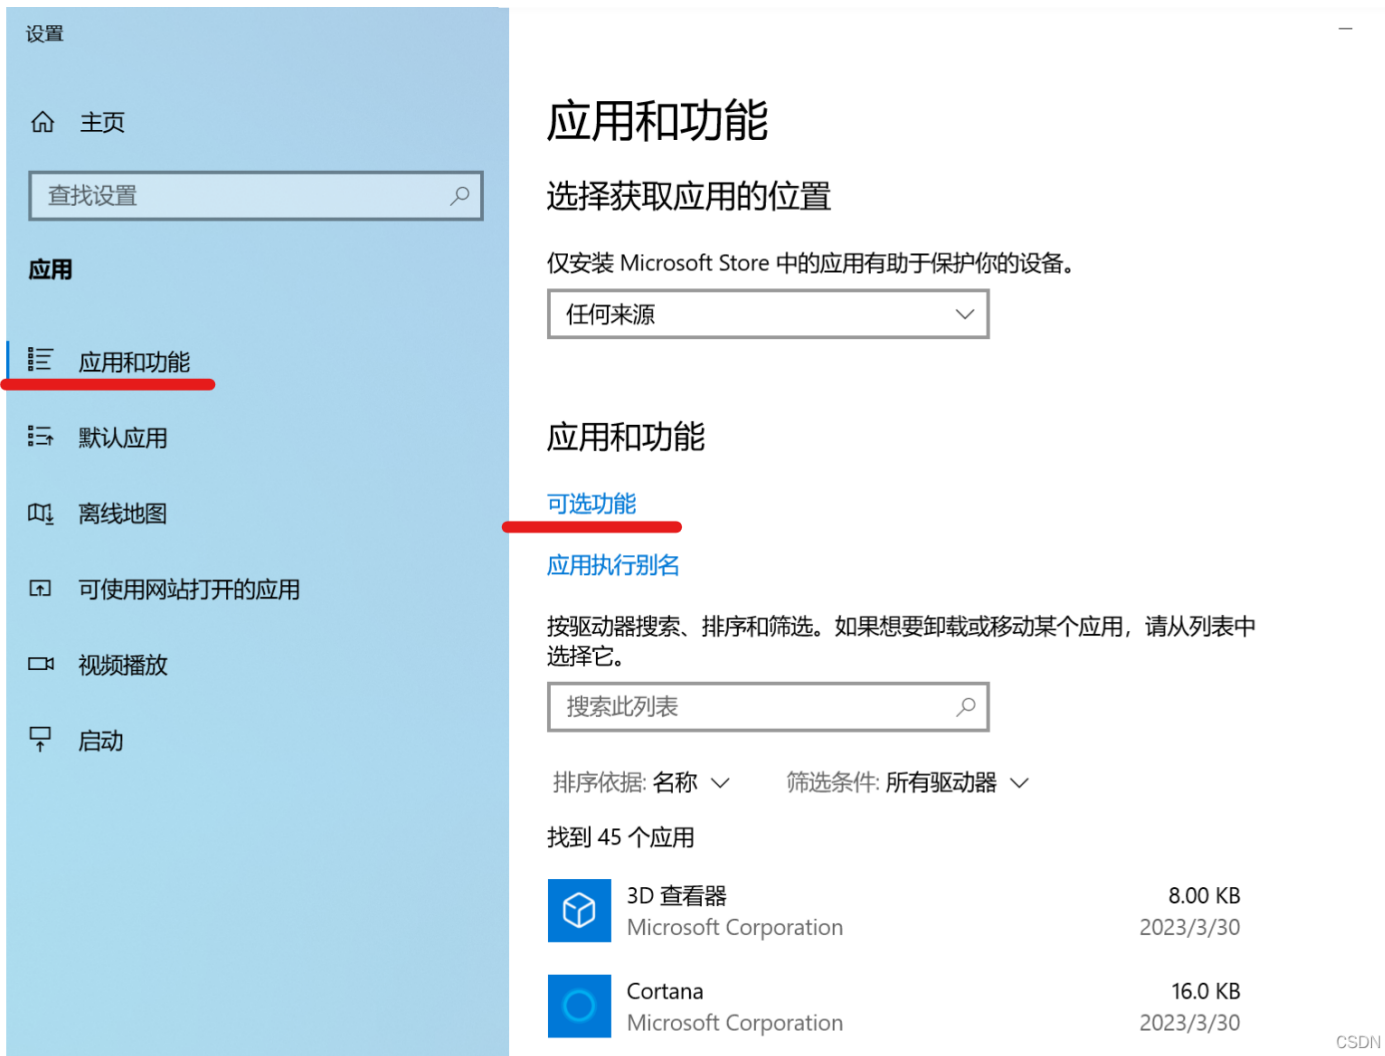 设置
主页
查找设置
应用
应用和功能
默认应用
离线地图
可使用网站打开的应用
视频播放
启动
应用和功能
选择获取应用的位置
仅安装 Microsoft Store 中的应用有助于保护你的设备。
任何来源
应用和功能
可选功能
应用执行别名
按驱动器搜索、排序和筛选。如果想要卸载或移动某个应用，请从列表中
选择它。
搜索此列表
排序依据: 名称 筛选条件: 所有驱动器
找到 45 个应用
3D 查看器 8.00 KB
Microsoft Corporation 2023/3/30
Cortana 16.0 KB
Microsoft Corporation 2023/3/30
CSDN